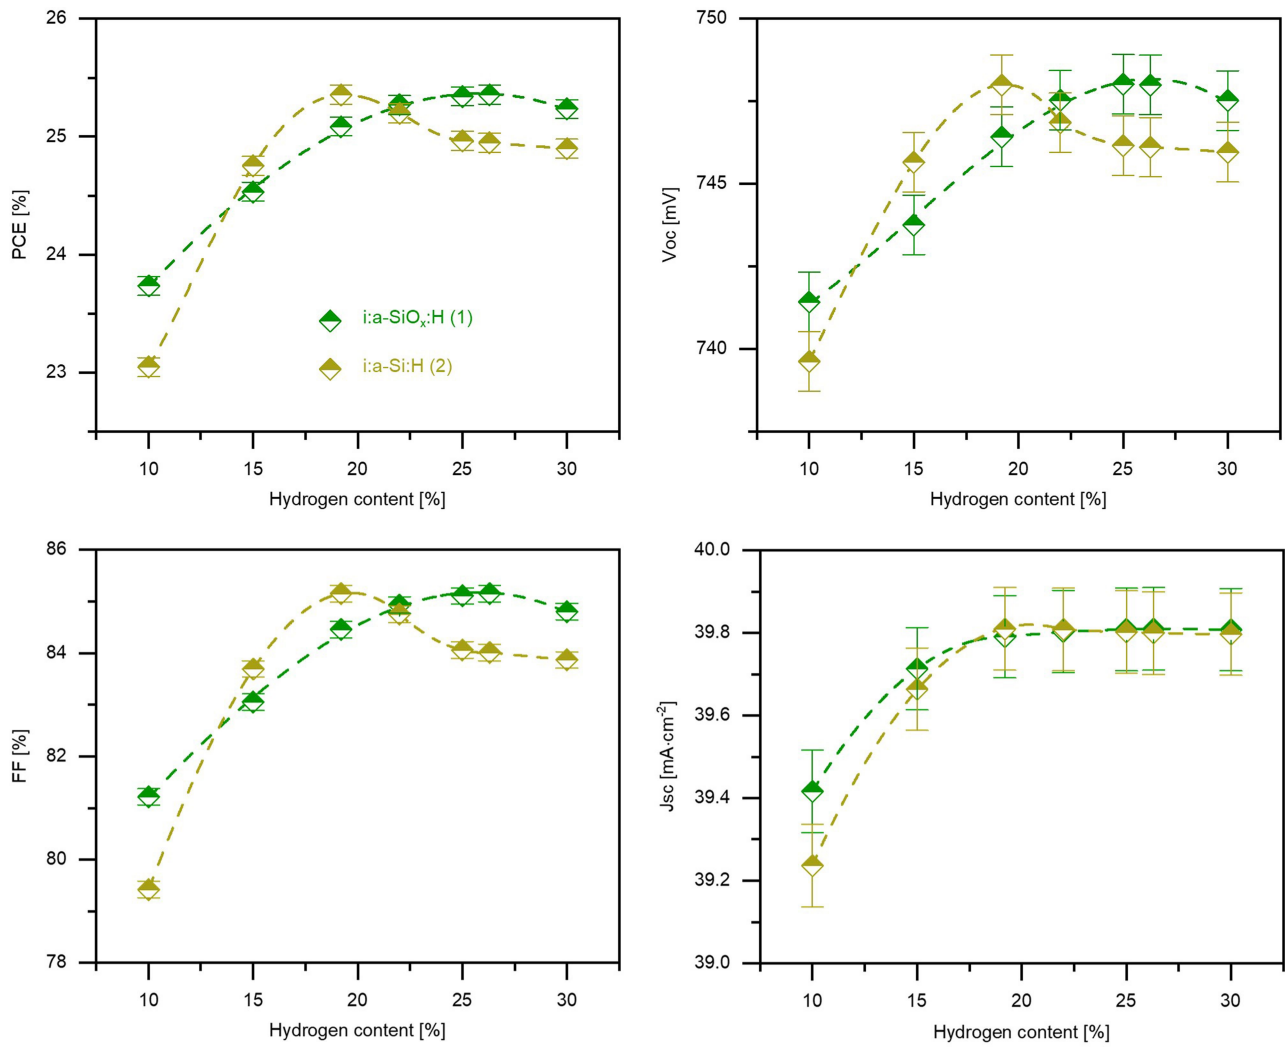 26
25
24
23
PCE [%]
i:a-SiOₓ:H (1)
i:a-Si:H (2)
10 15 20 25 30
Hydrogen content [%]
750
745
740
Voc [mV]
10 15 20 25 30
Hydrogen content [%]
86
84
82
80
78
FF [%]
10 15 20 25 30
Hydrogen content [%]
40.0
39.8
39.6
39.4
39.2
39.0
Jsc [mA·cm⁻²]
10 15 20 25 30
Hydrogen content [%]